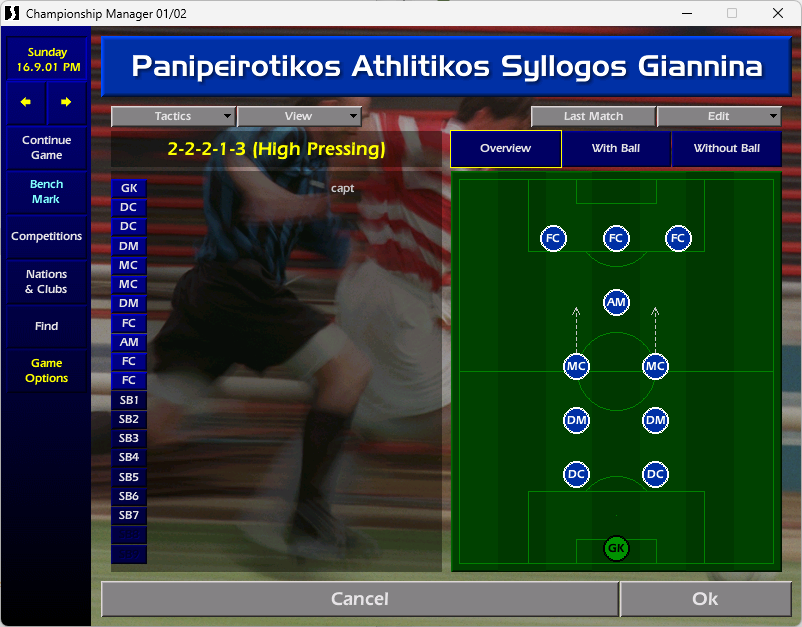 Championship Manager 01/02
Sunday
16.9.01 PM
Continue
Game
Bench
Mark
Competitions
Nations
& Clubs
Find
Game
Options
Panipeirotikos Athlitikos Syllogos Giannina
Tactics
View
Last Match
Edit
2-2-2-1-3 (High Pressing)
Overview
With Ball
Without Ball
GK capt
DC
DC
DM
MC
MC
DM
FC
AM
FC
FC
SB1
SB2
SB3
SB4
SB5
SB6
SB7
FC FC FC
AM
MC MC
DM DM
DC DC
GK
Cancel
Ok